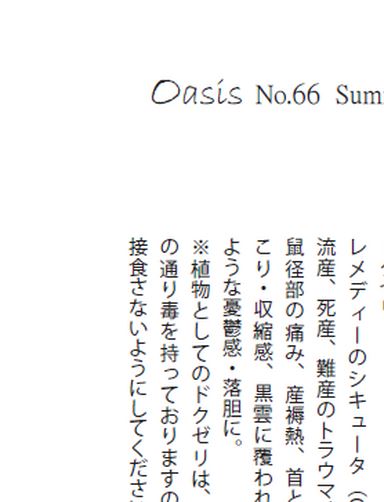 Oasis No.66 Sum
レメディーのシキュータ（
流産、死産、難産のトラウマ
鼠径部の痛み、産褥熱、首と
こり・収縮感、黒雲に覆われ
ような憂鬱感・落胆に。
※植物としてのドクゼリは、
の通り毒を持っておりますの
接食さないようにしてくださ